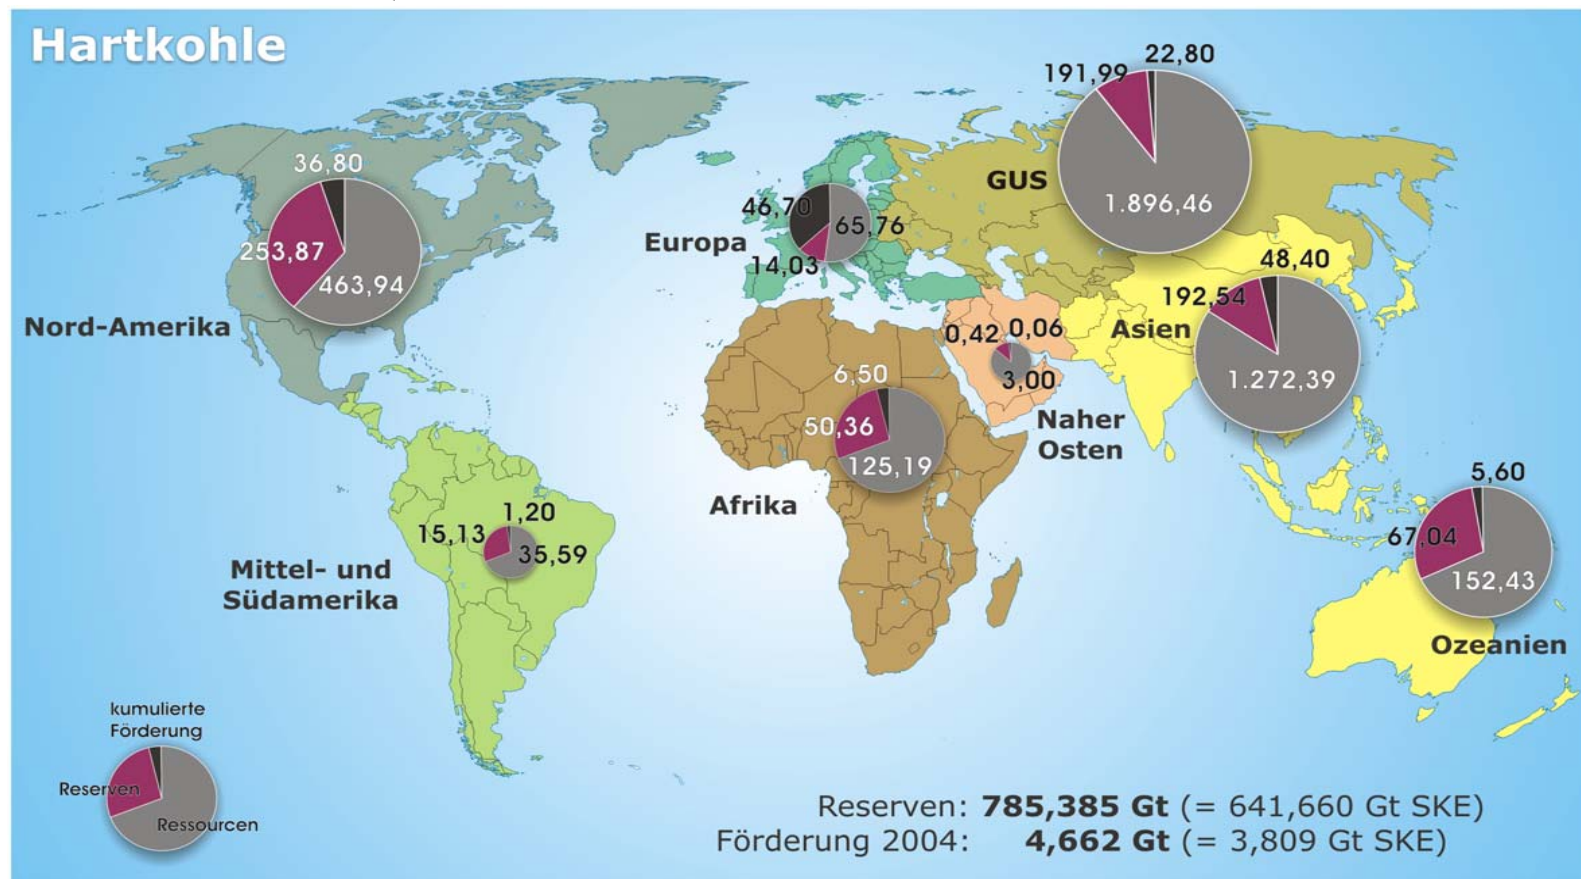 Hartkohle
22,80
191,99
1.896,46
GUS
36,80
253,87
463,94
Nord-Amerika
46,70
65,76
14,03
Europa
48,40
192,54
Asien
1.272,39
0,42
0,06
3,00
Naher
Osten
6,50
50,36
125,19
Afrika
5,60
67,04
152,43
Ozeanien
1,20
15,13
35,59
Mittel- und
Südamerika
kumulierte
Förderung
Reserven
Ressourcen
Reserven: 785,385 Gt (= 641,660 Gt SKE)
Förderung 2004: 4,662 Gt (= 3,809 Gt SKE)